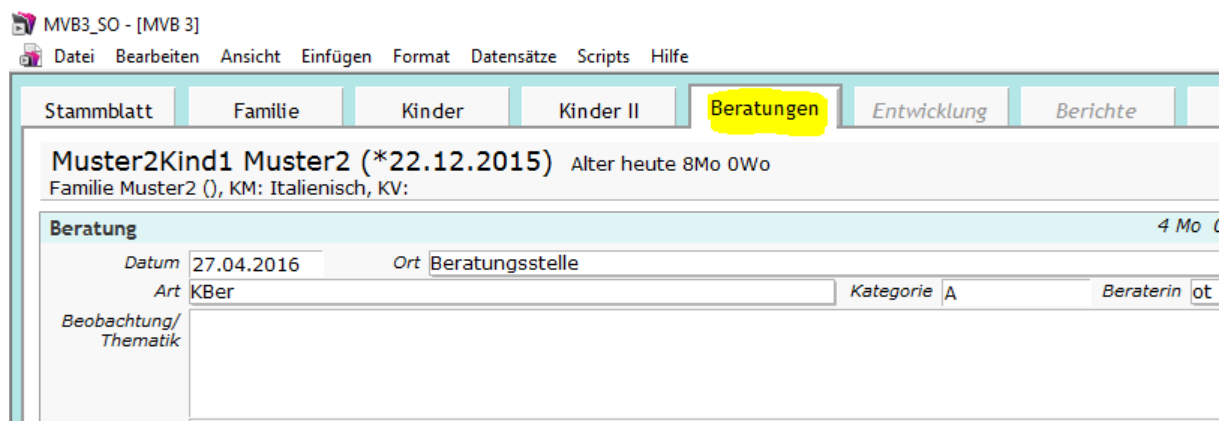 MVB3_SO - [MVB 3]
Datei Bearbeiten Ansicht Einfügen Format Datensätze Scripts Hilfe
Stammblatt Familie Kinder Kinder II Beratungen Entwicklung Berichte
Muster2Kind1 Muster2 (*22.12.2015) Alter heute 8Mo 0Wo
Familie Muster2 (), KM: Italienisch, KV:
Beratung 4 Mo
Datum 27.04.2016 Ort Beratungsstelle
Art KBer Kategorie A Beraterin ot
Beobachtung/
Thematik